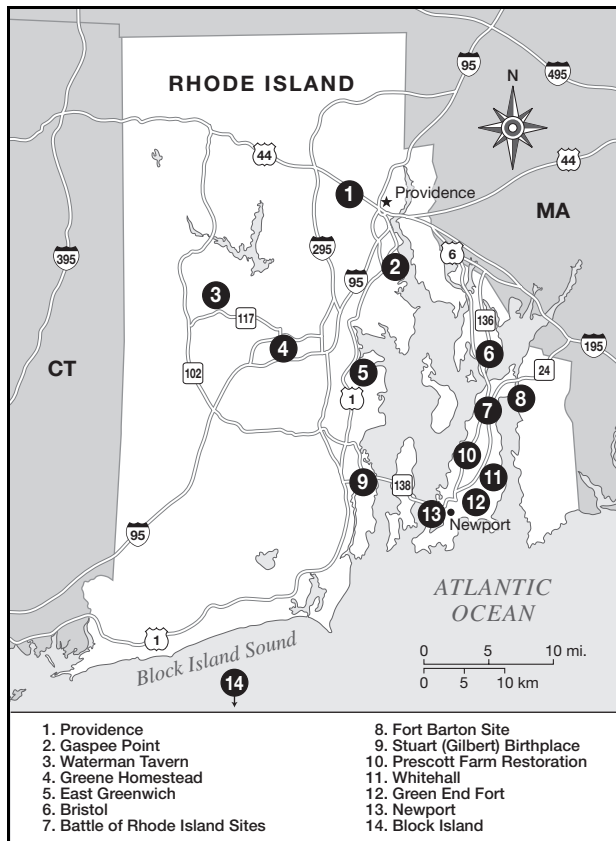 RHODE ISLAND
95
495
N
44
44
1
Providence
MA
395
295
6
95
2
3
117
136
4
6
195
CT
102
5
24
1
7
8
10
11
9
138
12
13
Newport
95
ATLANTIC
OCEAN
1
Block Island Sound
0 5 10 mi.
0 5 10 km
14
1. Providence
2. Gaspee Point
3. Waterman Tavern
4. Greene Homestead
5. East Greenwich
6. Bristol
7. Battle of Rhode Island Sites
8. Fort Barton Site
9. Stuart (Gilbert) Birthplace
10. Prescott Farm Restoration
11. Whitehall
12. Green End Fort
13. Newport
14. Block Island